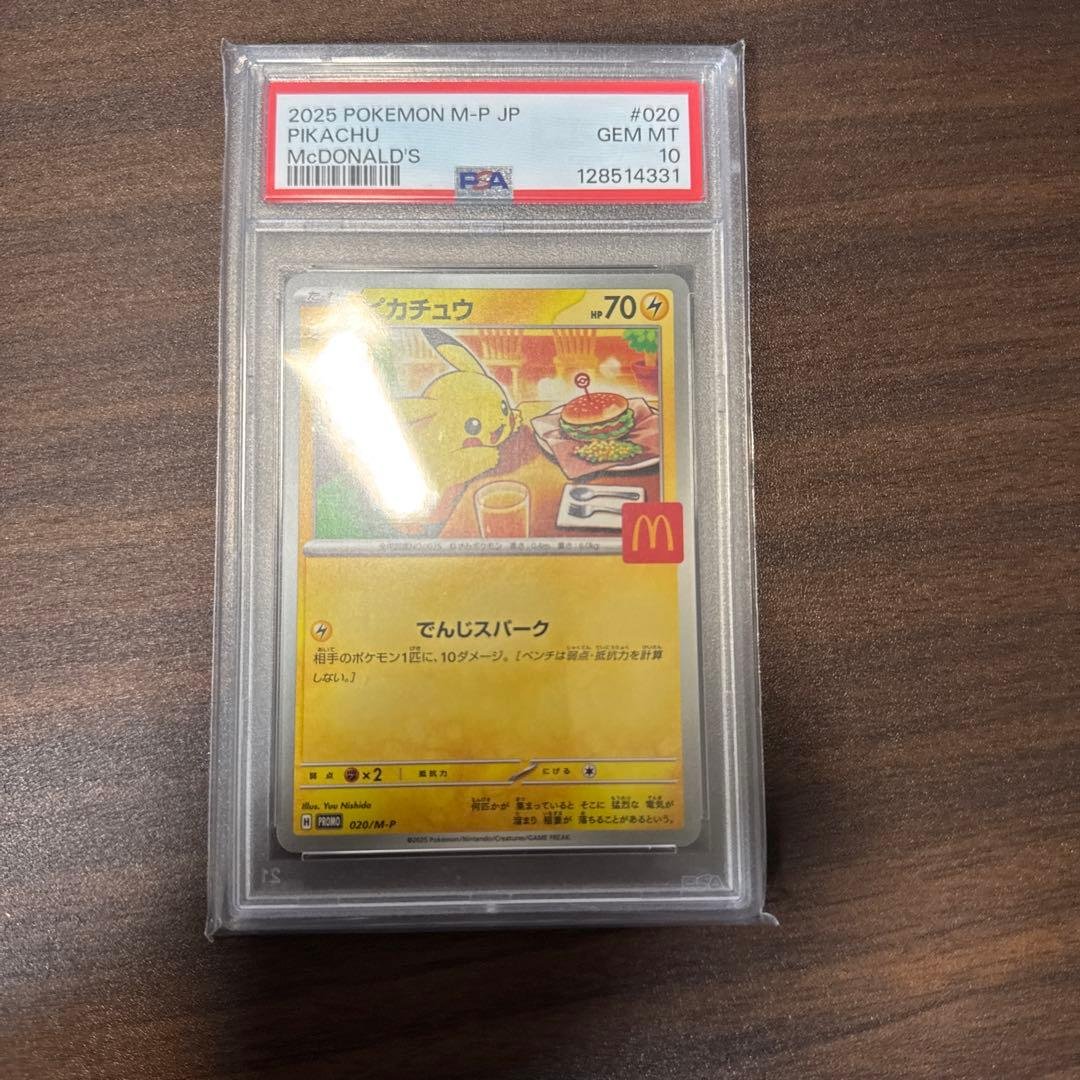 2025 POKEMON M-P JP #020
PIKACHU GEM MT
McDONALD'S 10
PSA 128514331
ピカチュウ HP70
でんじスパーク
相手のポケモン1匹に、10ダメージ。[ベンチは弱点・抵抗力を計算
しない。]
弱点 ×2 抵抗力 にげる
Illus. Yuu Nishida
何匹かが 集まっていると そこに 猛烈な 電気が
溜まり 稲妻が 落ちることがあるという。
H PROMO 020/M-P
©2025 Pokémon/Nintendo/Creatures/GAME FREAK.